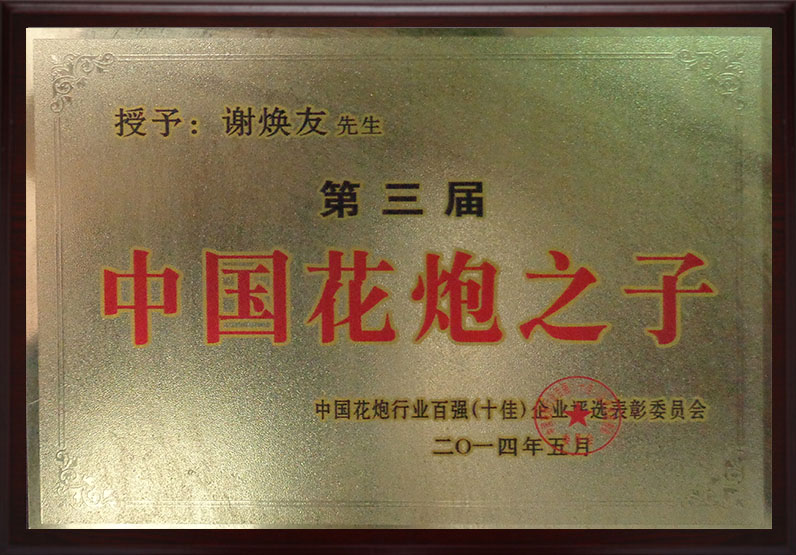 授予：谢焕友先生
第三届
中国花炮之子
中国花炮行业百强(十佳)企业评选表彰委员会
二〇一四年五月